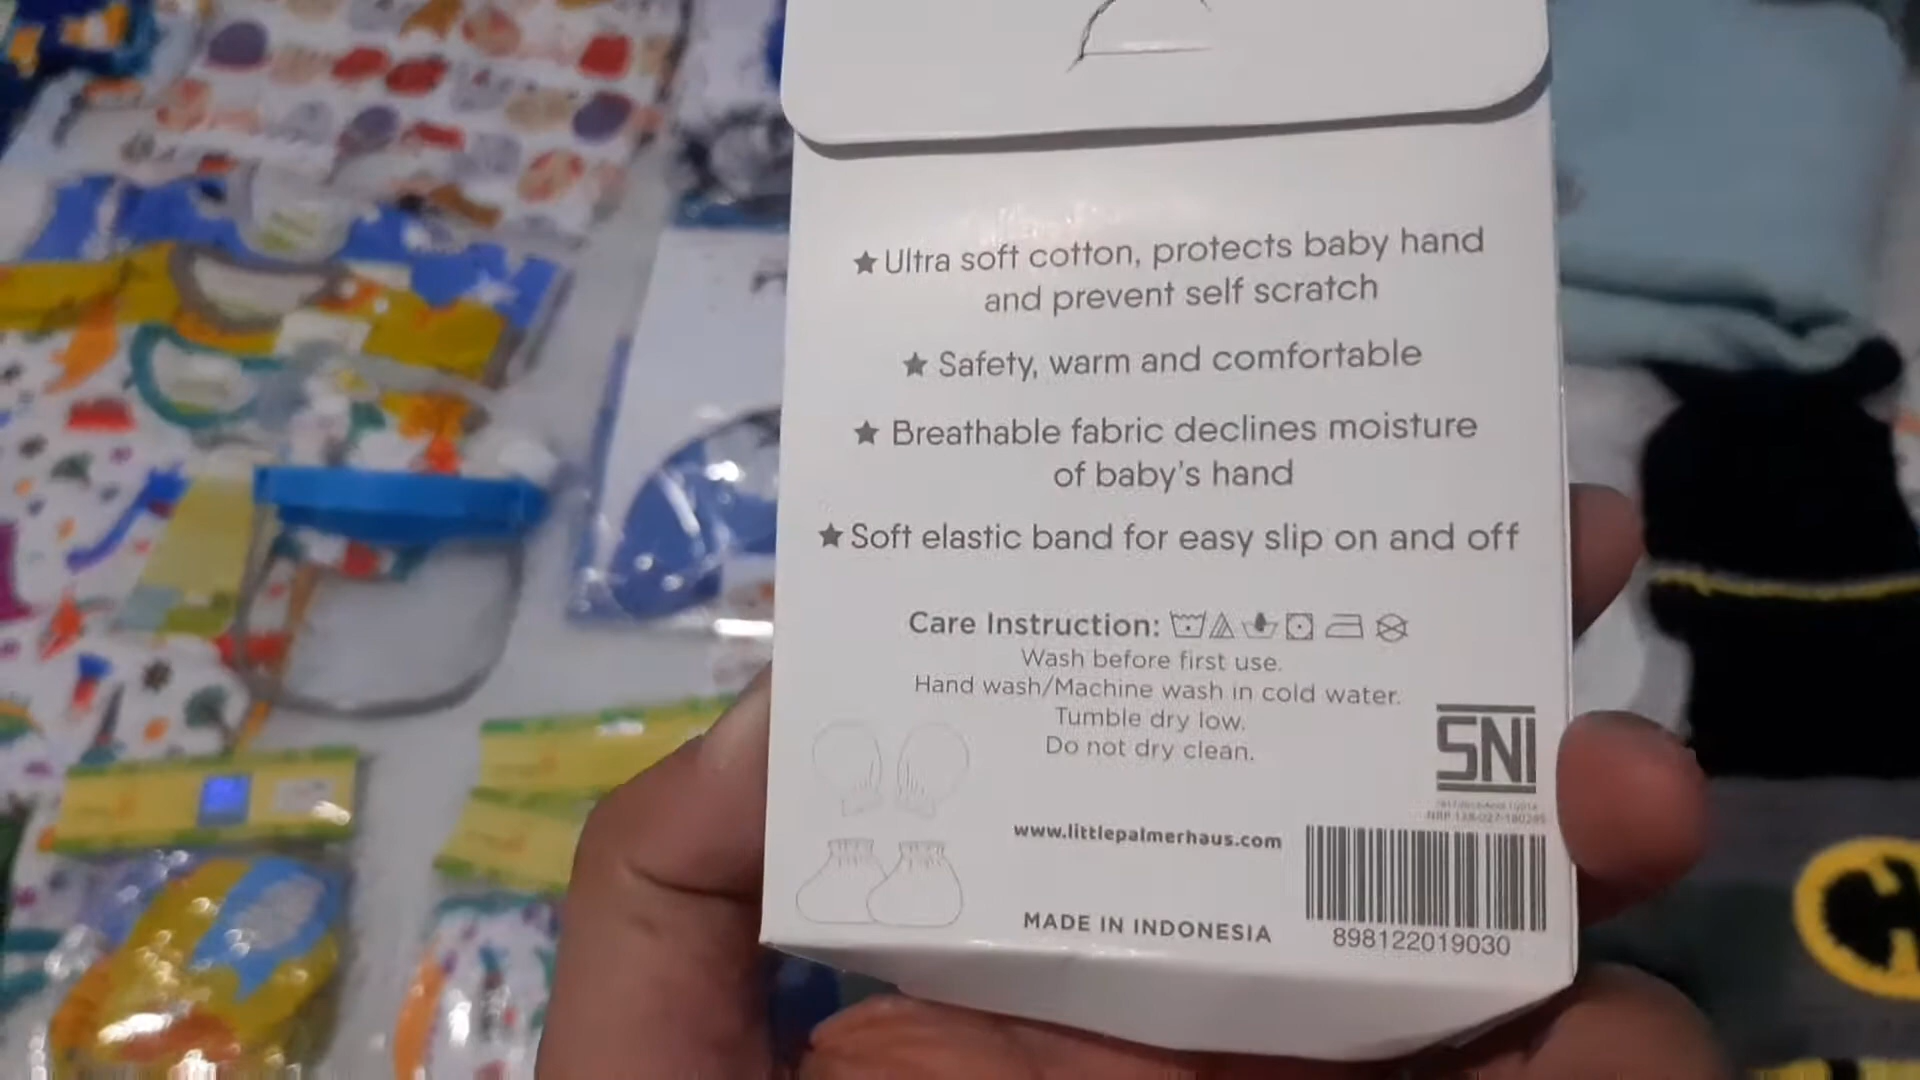 ★ Ultra soft cotton, protects baby hand
and prevent self scratch
★ Safety, warm and comfortable
★ Breathable fabric declines moisture
of baby's hand
★ Soft elastic band for easy slip on and off
Care Instruction:
Wash before first use.
Hand wash/Machine wash in cold water.
Tumble dry low.
Do not dry clean.
SNI
www.littlepalmerhaus.com
MADE IN INDONESIA
898122019030